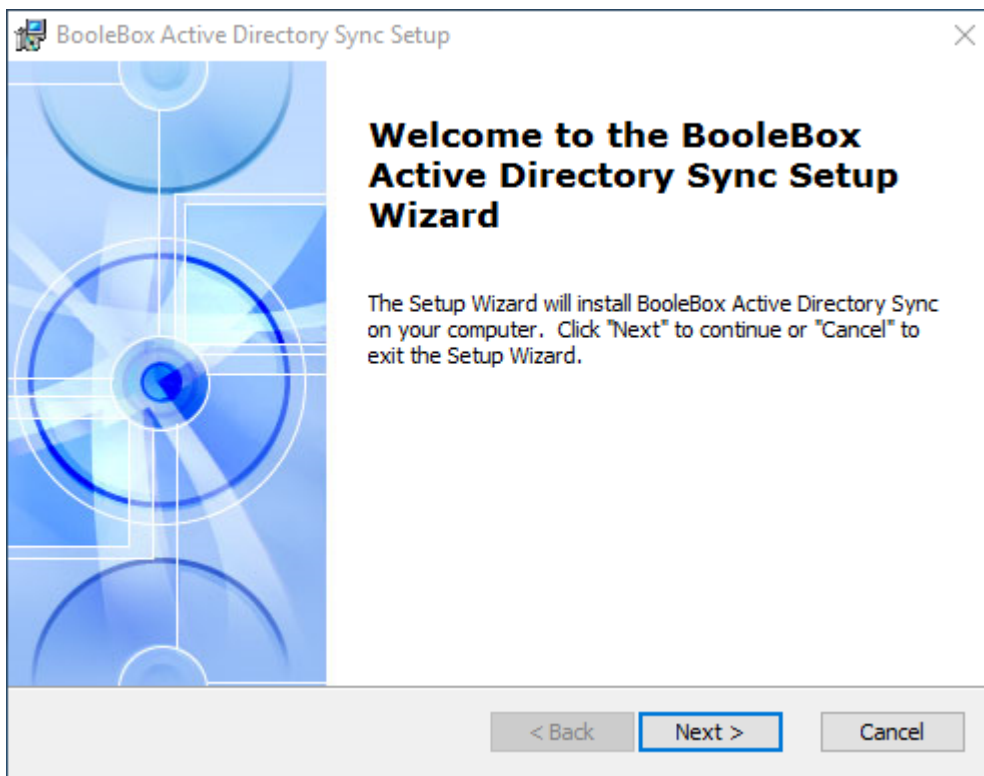 BooleBox Active Directory Sync Setup
Welcome to the BooleBox
Active Directory Sync Setup
Wizard
The Setup Wizard will install BooleBox Active Directory Sync
on your computer.  Click "Next" to continue or "Cancel" to
exit the Setup Wizard.
< Back
Next >
Cancel